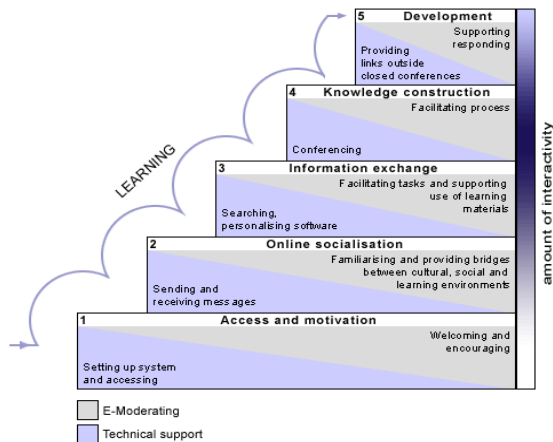 5 Development
Supporting
responding
Providing
links outside
closed conferences
4 Knowledge construction
Facilitating process
Conferencing
3 Information exchange
Facilitating tasks and supporting
use of learning
materials
Searching,
personalising software
2 Online socialisation
Familiarising and providing bridges
between cultural, social and
learning environments
Sending and
receiving messages
1 Access and motivation
Welcoming and
encouraging
Setting up system
and accessing
LEARNING
amount of interactivity
E-Moderating
Technical support